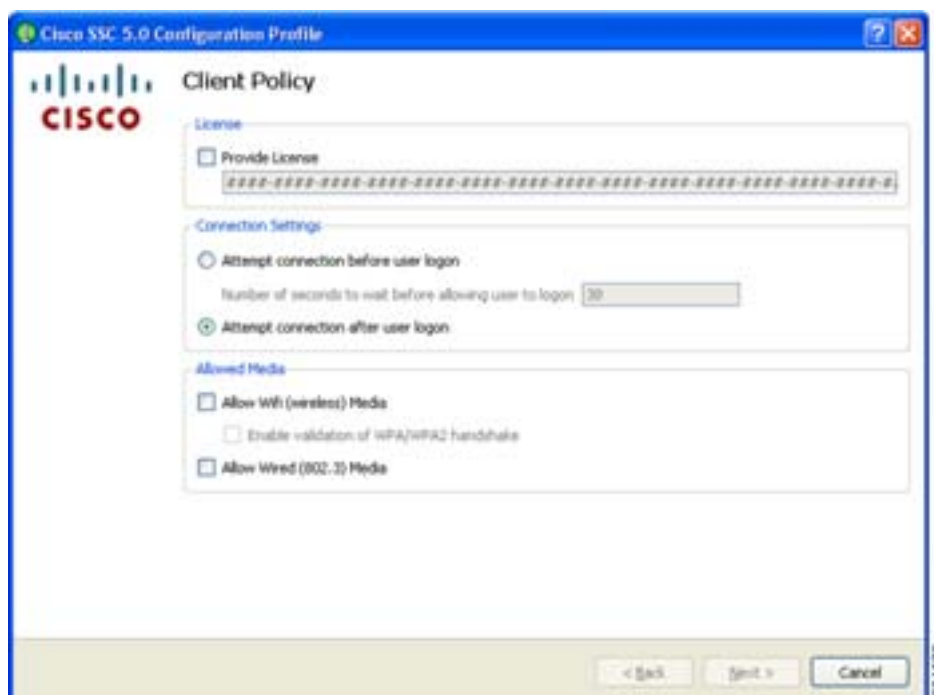 Cisco SSC 5.0 Configuration Profile
CISCO
Client Policy
License
Provide License
####-####-####-####-####-####-####-####-####-####-####-####-####-####-#
Connection Settings
Attempt connection before user logon
Number of seconds to wait before allowing user to logon 30
Attempt connection after user logon
Allowed Media
Allow Wifi (wireless) Media
Enable validation of WPA/WPA2 handshake
Allow Wired (802.3) Media
< Back Next > Cancel